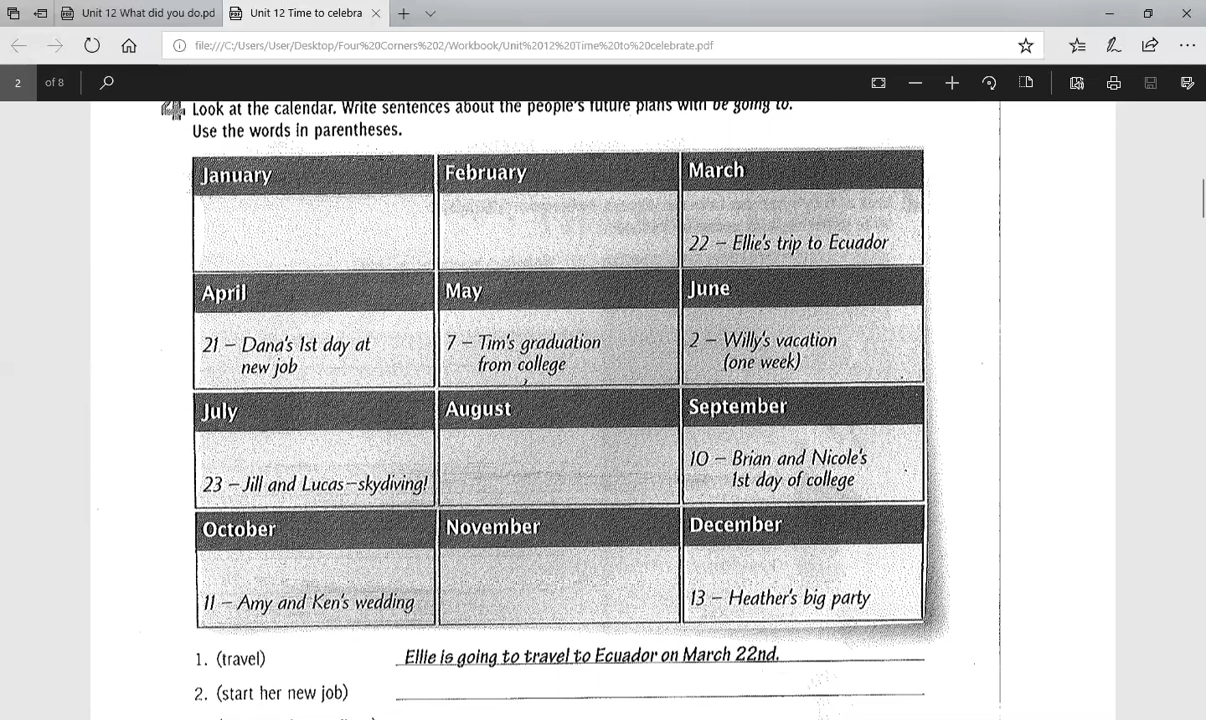 Unit 12 What did you do.pd
Unit 12 Time to celebra
file:///C:/Users/User/Desktop/Four%20Corners%202/Workbook/Unit%2012%20Time%20to%20celebrate.pdf
2 of 8
4 Look at the calendar. Write sentences about the people's future plans with be going to.
Use the words in parentheses.
January February March
22 – Ellie's trip to Ecuador
April May June
21 – Dana's 1st day at
new job
7 – Tim's graduation
from college
2 – Willy's vacation
(one week)
July August September
23 – Jill and Lucas – skydiving!
10 – Brian and Nicole's
1st day of college
October November December
11 – Amy and Ken's wedding
13 – Heather's big party
1. (travel) Ellie is going to travel to Ecuador on March 22nd.
2. (start her new job)